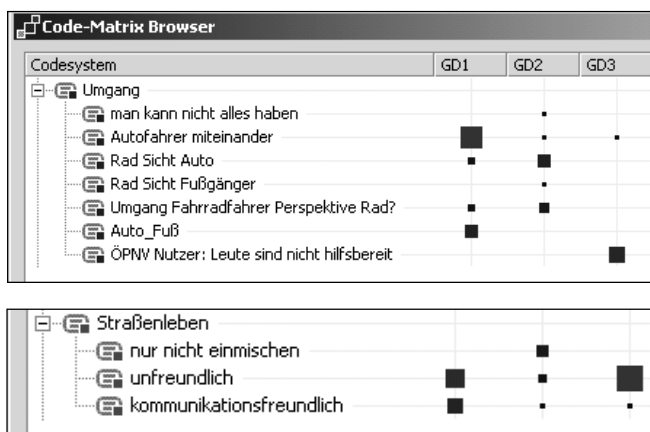 Code-Matrix Browser
Codesystem GD1 GD2 GD3
Umgang
man kann nicht alles haben
Autofahrer miteinander
Rad Sicht Auto
Rad Sicht Fußgänger
Umgang Fahrradfahrer Perspektive Rad?
Auto_Fuß
ÖPNV Nutzer: Leute sind nicht hilfsbereit
Straßenleben
nur nicht einmischen
unfreundlich
kommunikationsfreundlich